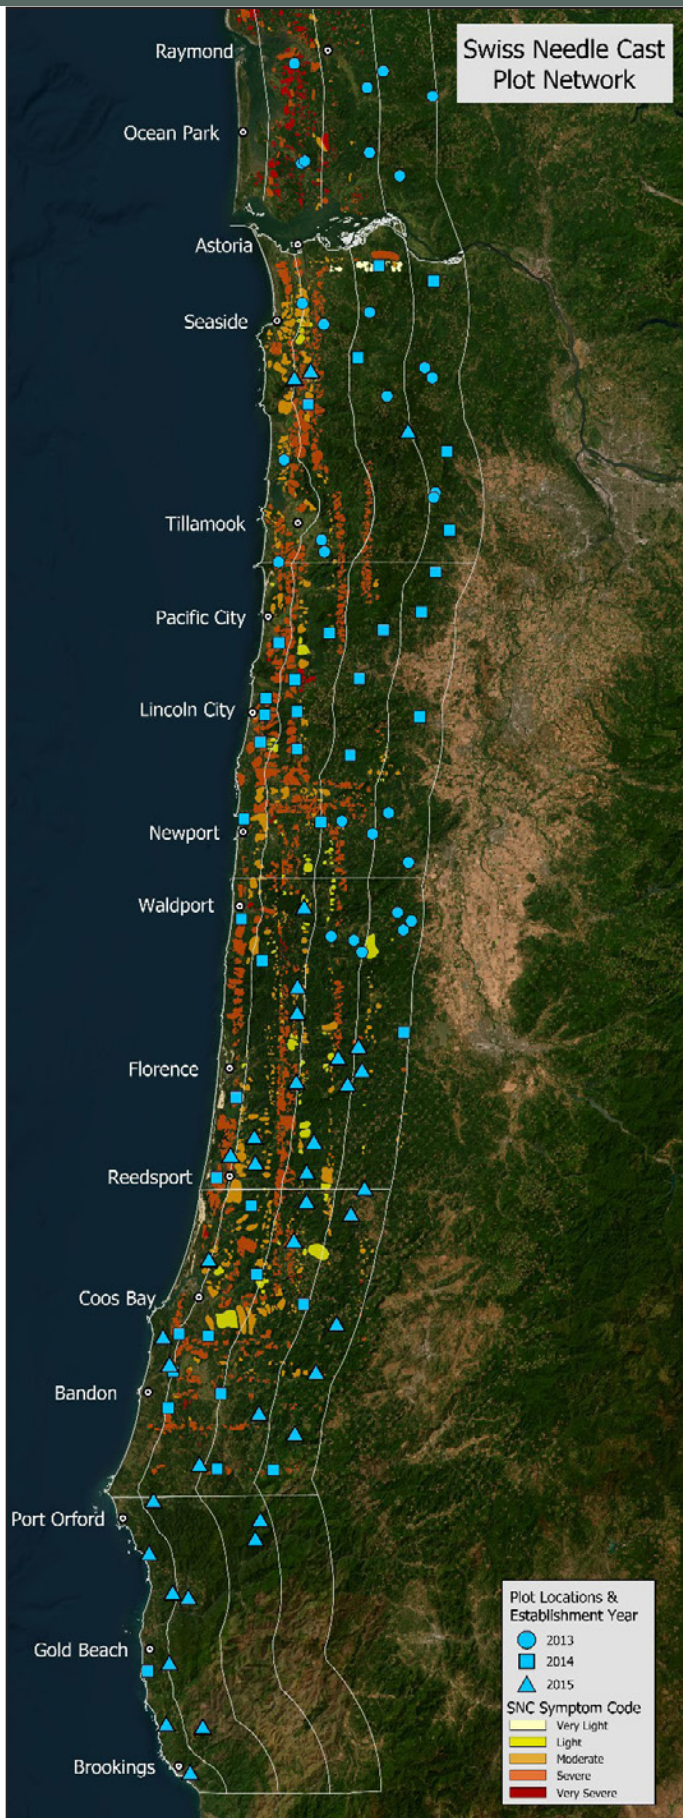 Swiss Needle Cast
Plot Network
Raymond
Ocean Park
Astoria
Seaside
Tillamook
Pacific City
Lincoln City
Newport
Waldport
Florence
Reedsport
Coos Bay
Bandon
Port Orford
Gold Beach
Brookings
Plot Locations &
Establishment Year
2013
2014
2015
SNC Symptom Code
Very Light
Light
Moderate
Severe
Very Severe